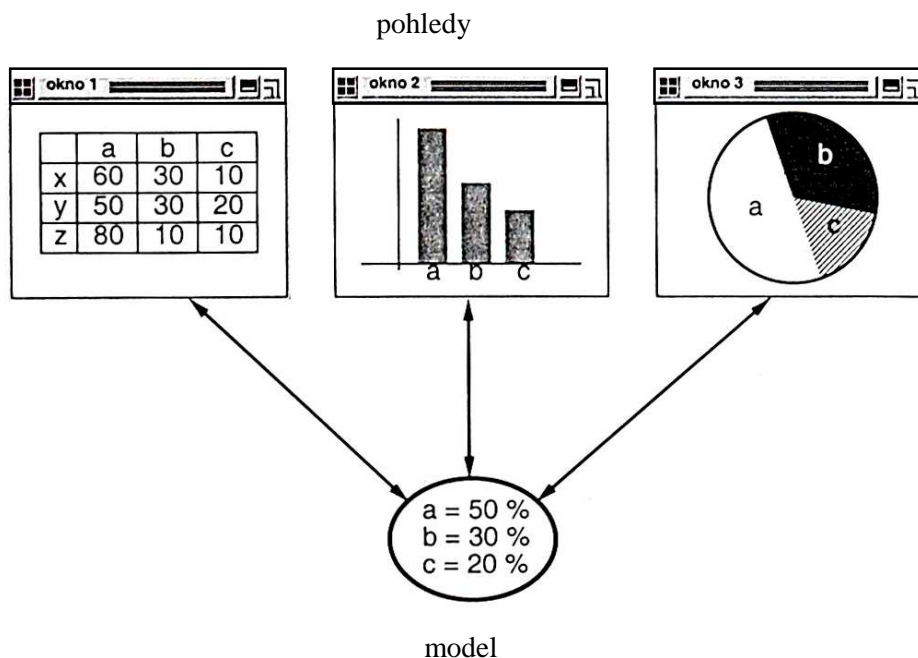 pohledy
okno 1
okno 2
okno 3
a b c
x 60 30 10
y 50 30 20
z 80 10 10
a b c
a
b
c
a = 50 %
b = 30 %
c = 20 %
model